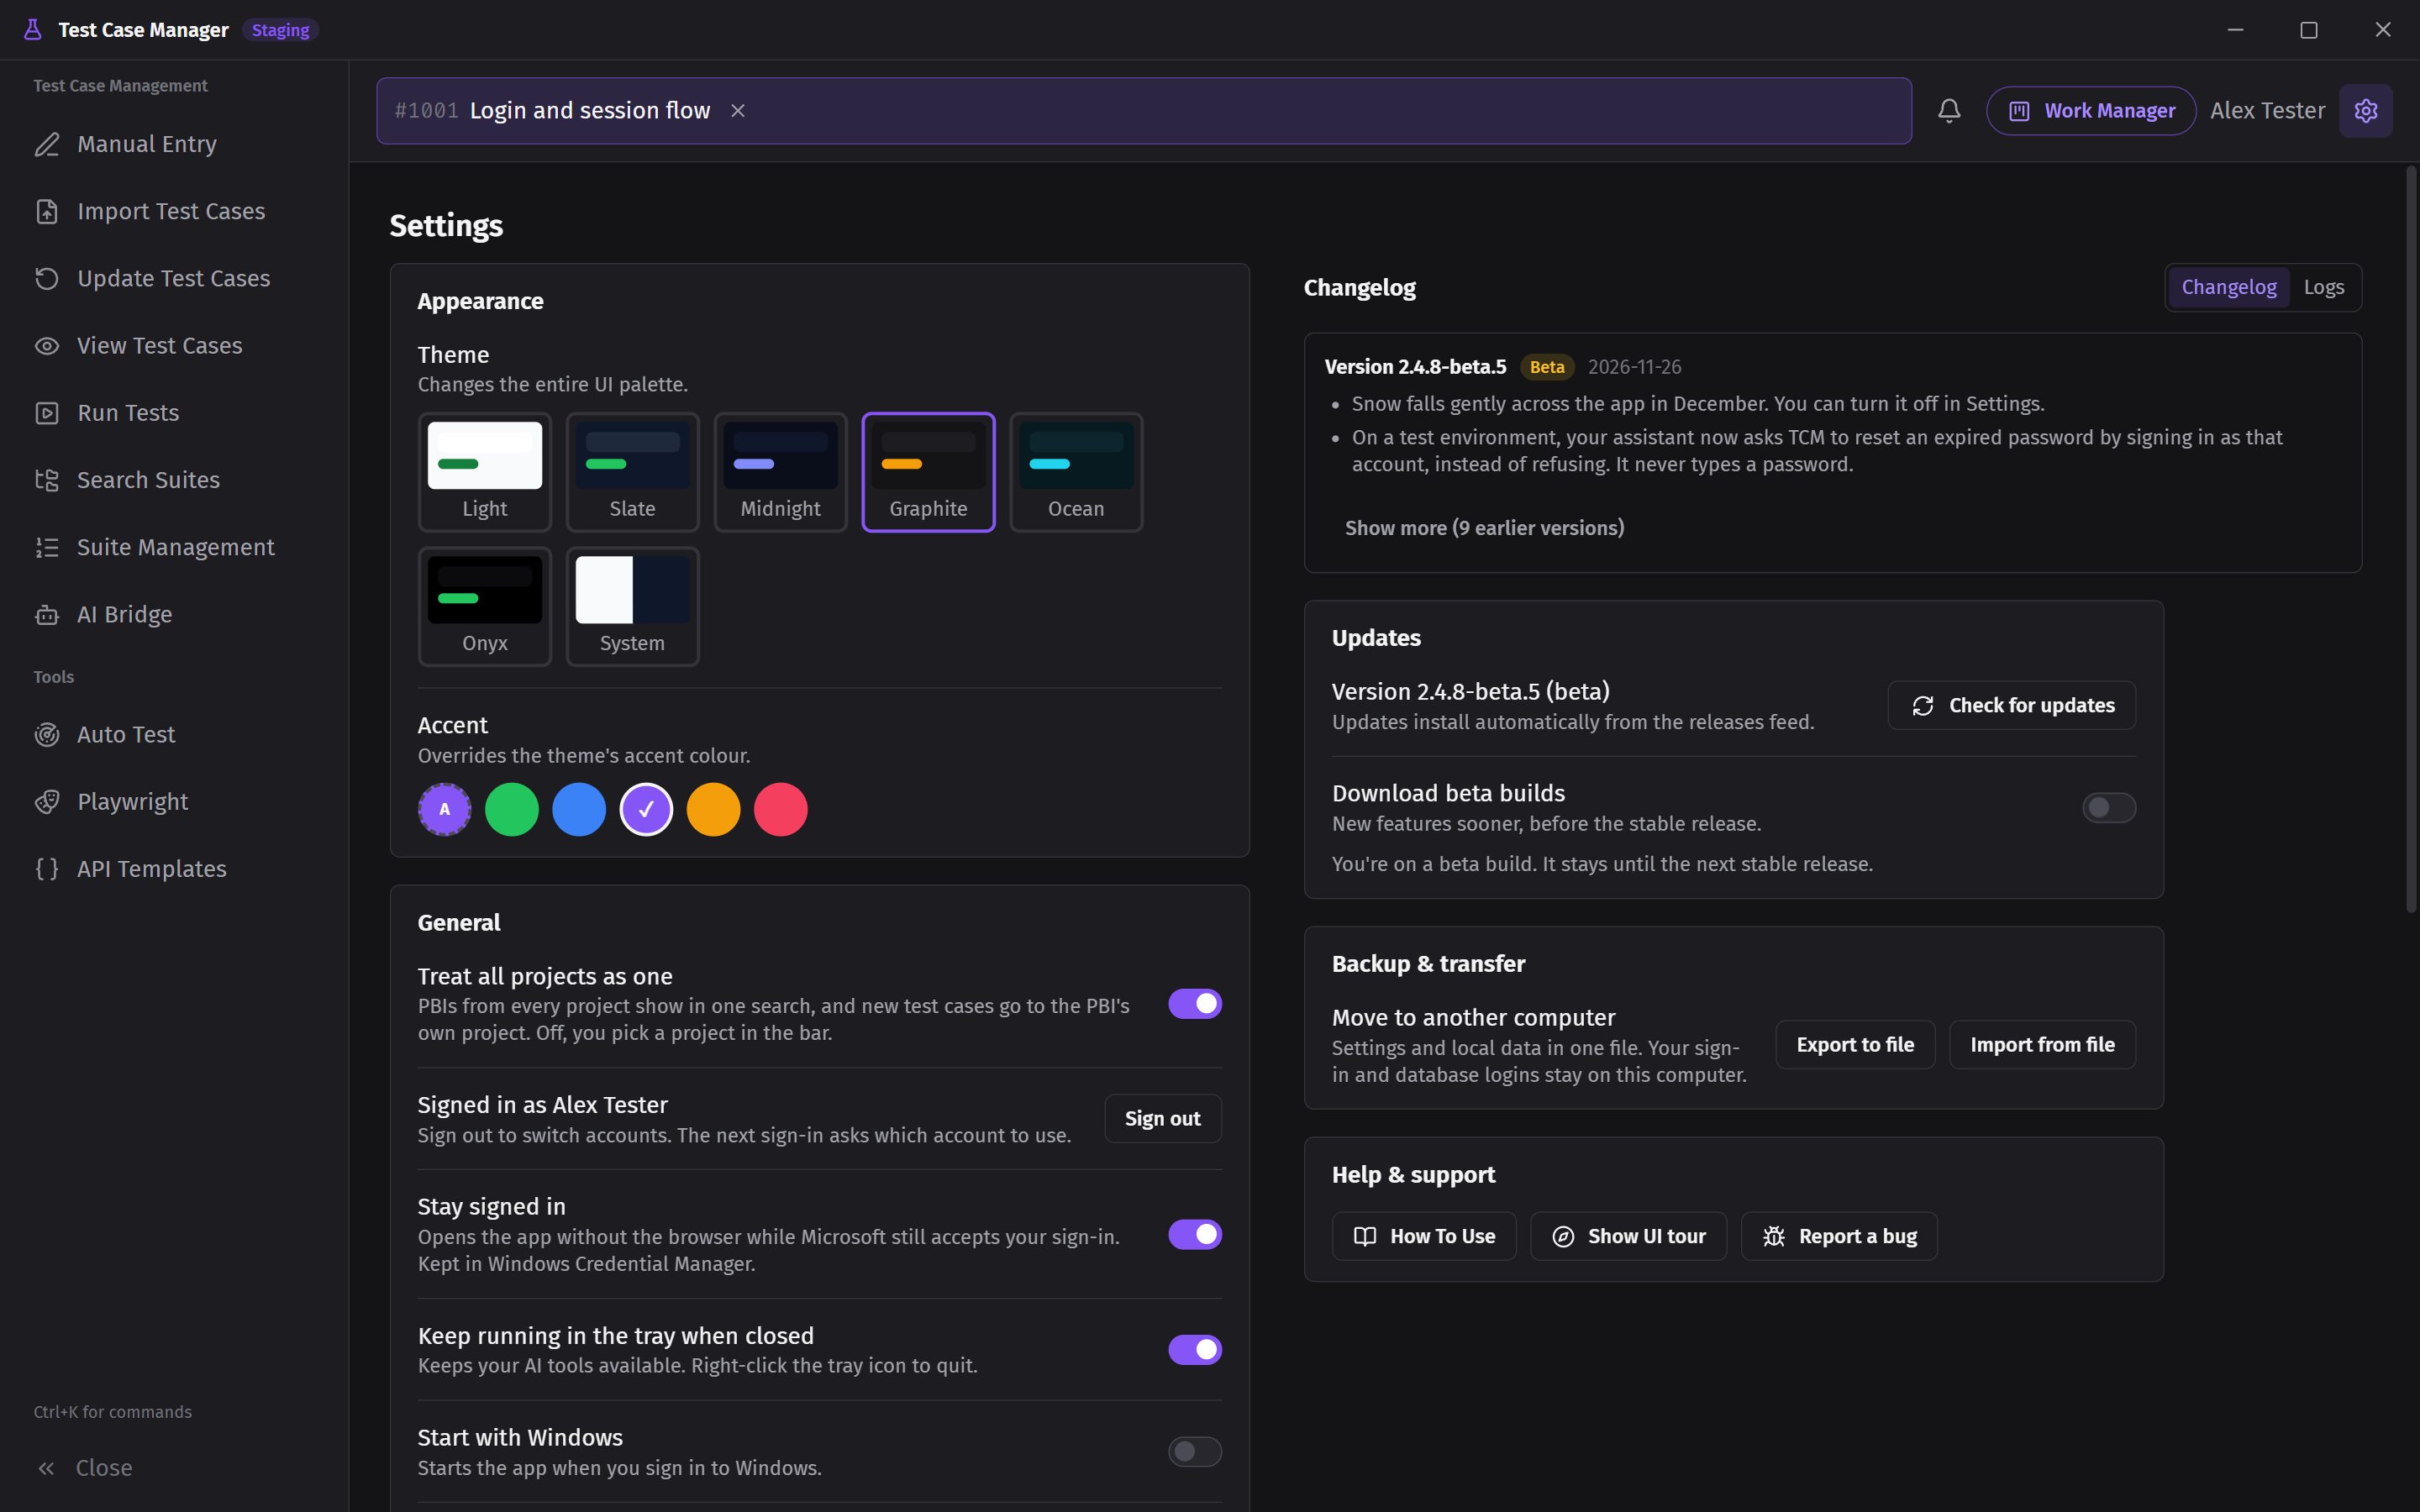 Test Case Manager Staging
Test Case Management
Manual Entry
Import Test Cases
Update Test Cases
View Test Cases
Run Tests
Search Suites
Suite Management
AI Bridge
Tools
Auto Test
Playwright
API Templates
Ctrl+K for commands
Close
#1001 Login and session flow
Work Manager
Alex Tester
Settings
Appearance
Theme
Changes the entire UI palette.
Light
Slate
Midnight
Graphite
Ocean
Onyx
System
Accent
Overrides the theme's accent colour.
A
General
Treat all projects as one
PBIs from every project show in one search, and new test cases go to the PBI's
own project. Off, you pick a project in the bar.
Signed in as Alex Tester
Sign out to switch accounts. The next sign-in asks which account to use.
Sign out
Stay signed in
Opens the app without the browser while Microsoft still accepts your sign-in.
Kept in Windows Credential Manager.
Keep running in the tray when closed
Keeps your AI tools available. Right-click the tray icon to quit.
Start with Windows
Starts the app when you sign in to Windows.
Changelog
Changelog
Logs
Version 2.4.8-beta.5 Beta 2026-11-26
• Snow falls gently across the app in December. You can turn it off in Settings.
• On a test environment, your assistant now asks TCM to reset an expired password by signing in as that
account, instead of refusing. It never types a password.
Show more (9 earlier versions)
Updates
Version 2.4.8-beta.5 (beta)
Updates install automatically from the releases feed.
Check for updates
Download beta builds
New features sooner, before the stable release.
You're on a beta build. It stays until the next stable release.
Backup & transfer
Move to another computer
Settings and local data in one file. Your sign-
in and database logins stay on this computer.
Export to file
Import from file
Help & support
How To Use
Show UI tour
Report a bug